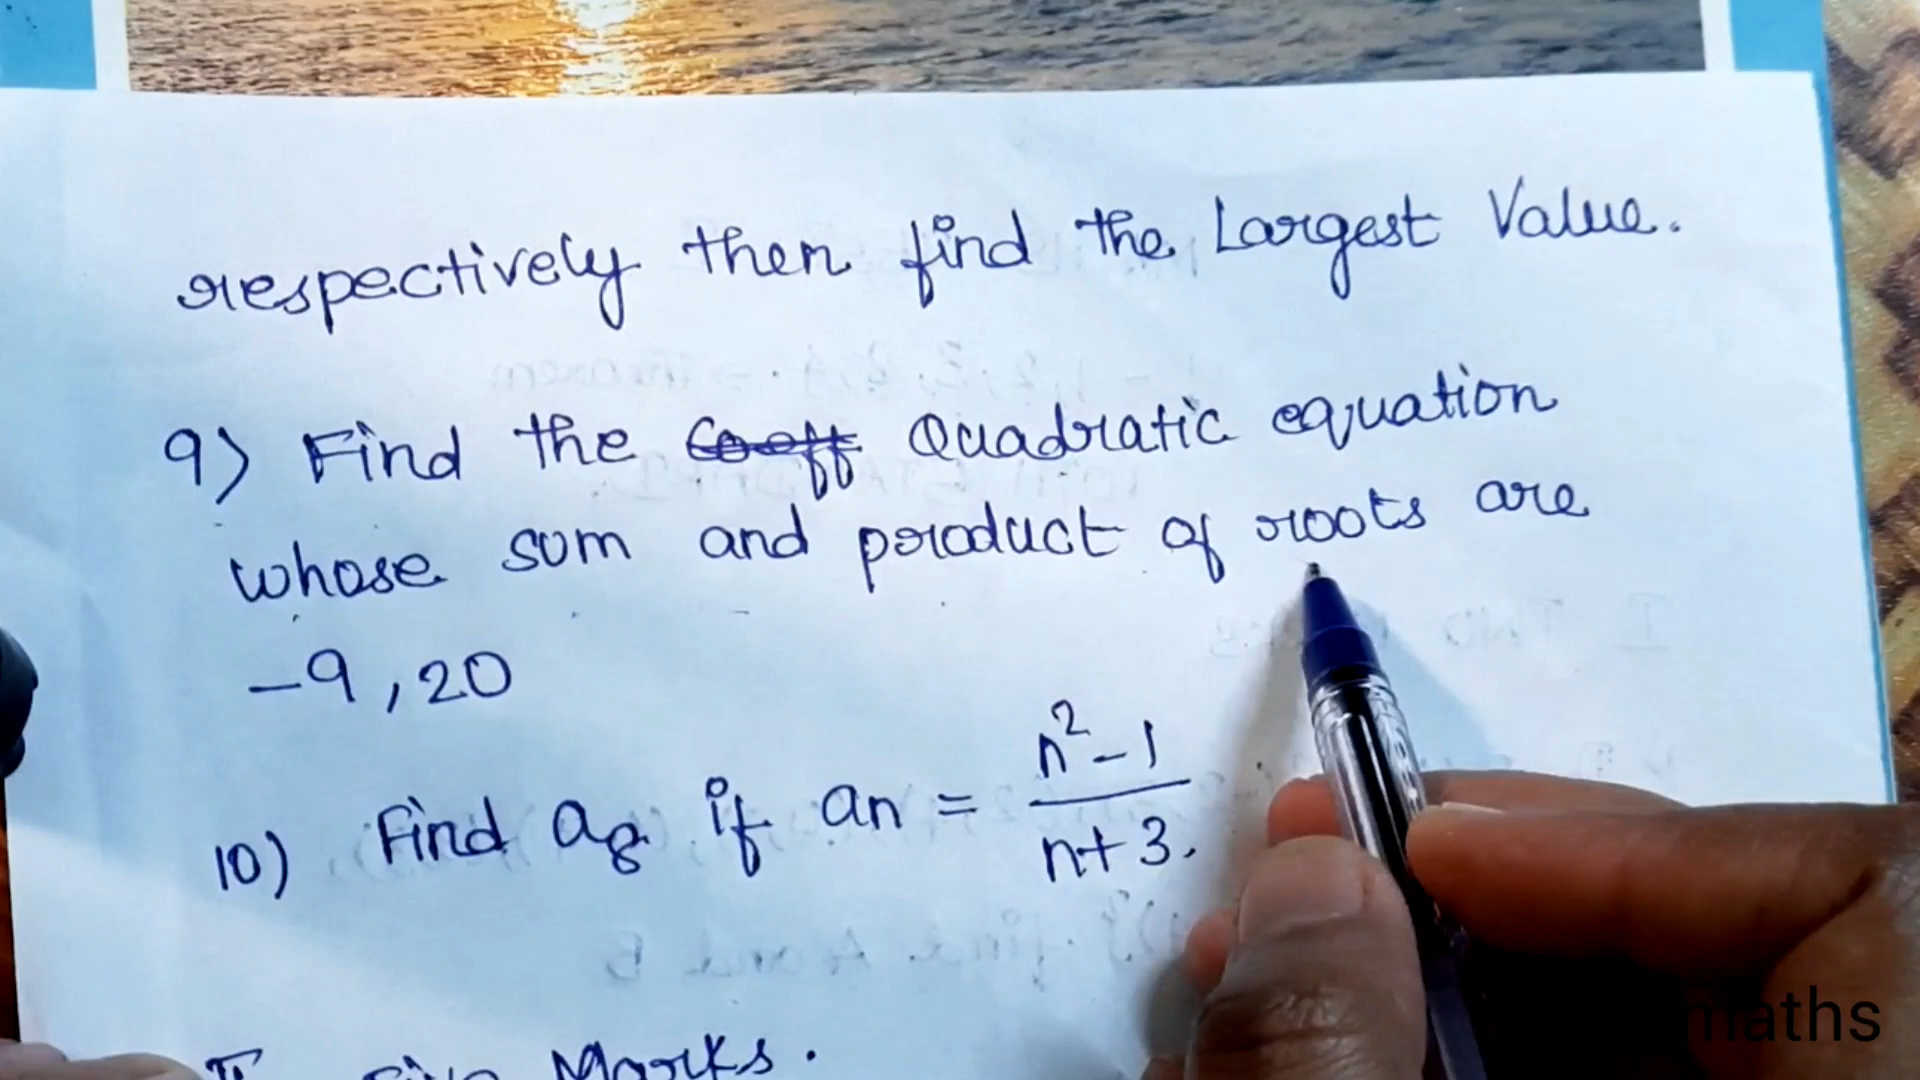 respectively then find the Largest Value.
9) Find the Quadratic equation
whose sum and product of roots are
-9, 20
10) Find a8 if an = n²-1 / n+3.
Marks.
maths